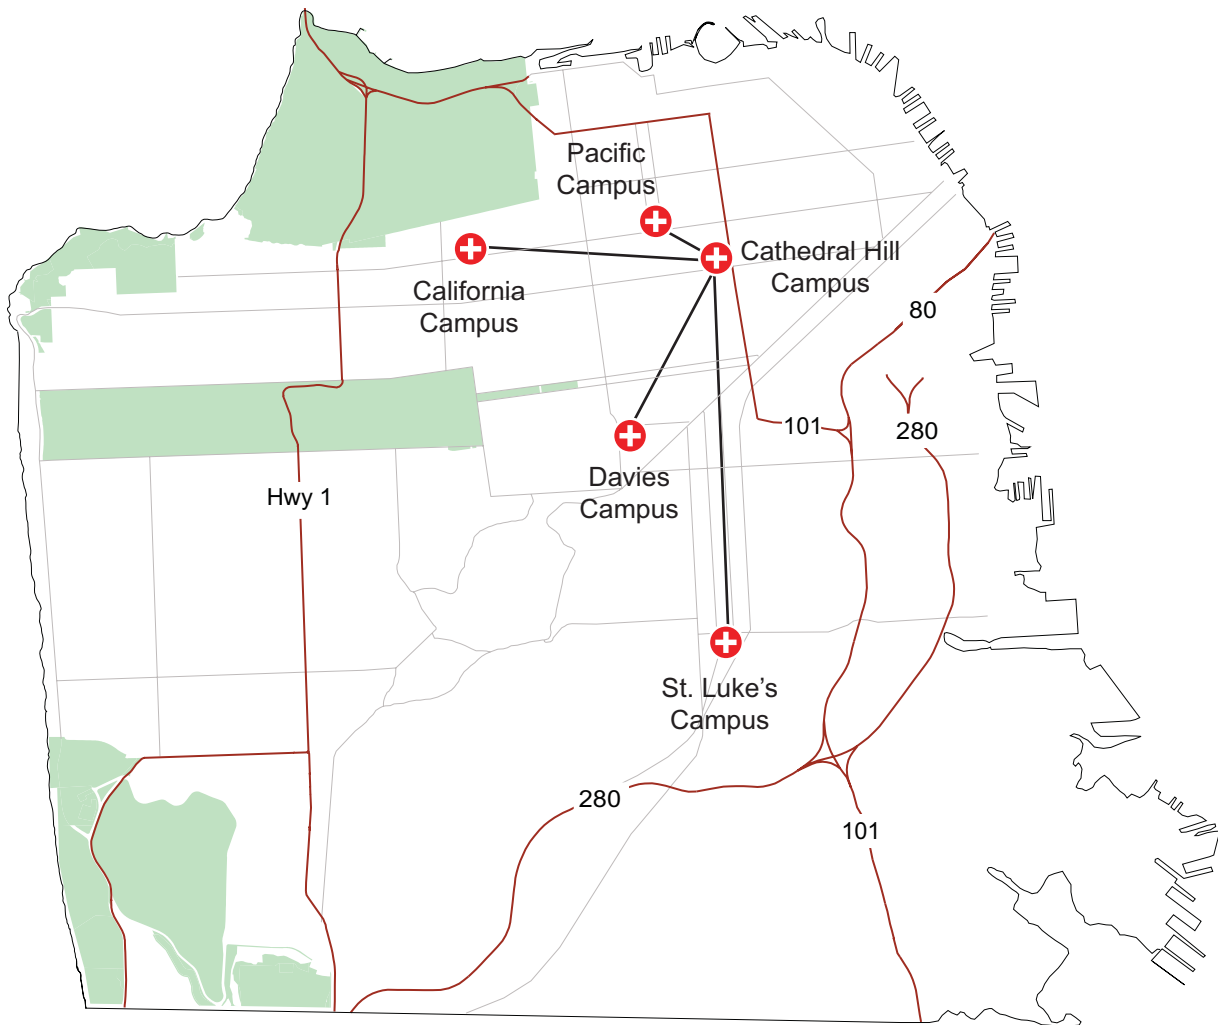 Pacific
Campus
Cathedral Hill
Campus
California
Campus
80
101
280
Davies
Campus
Hwy 1
St. Luke’s
Campus
280
101